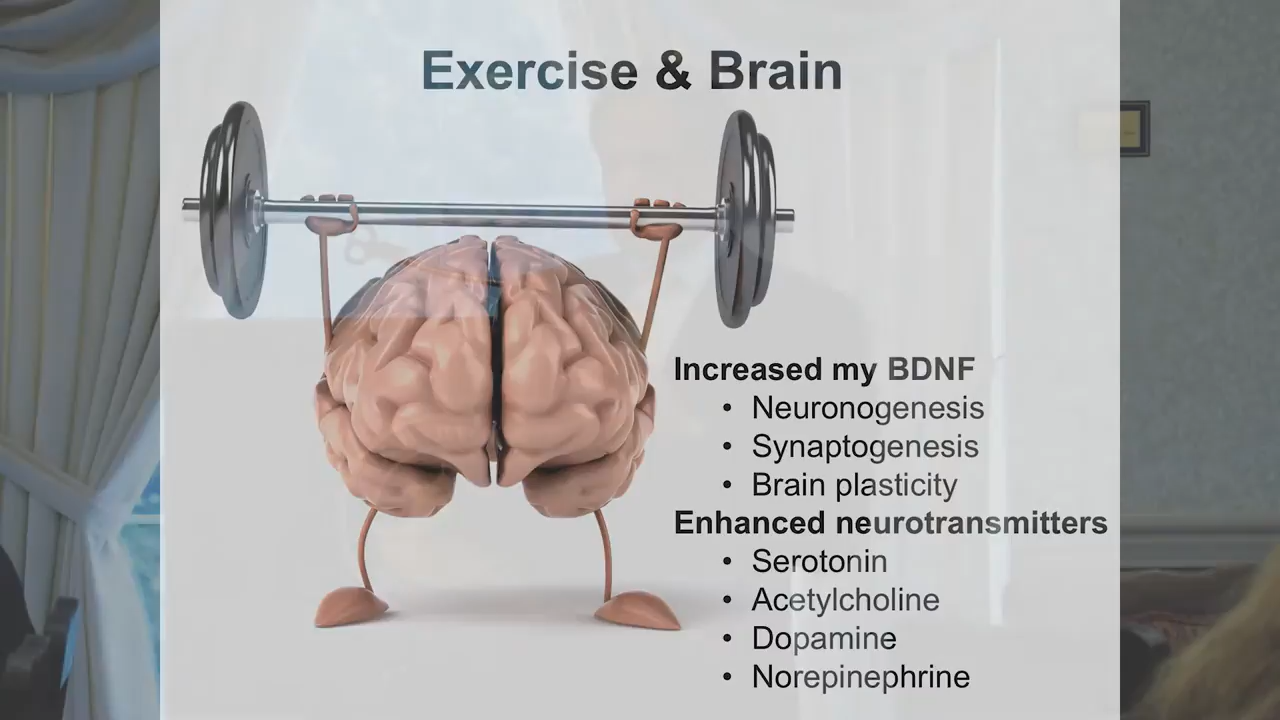 Exercise & Brain
Increased my BDNF
• Neuronogenesis
• Synaptogenesis
• Brain plasticity
Enhanced neurotransmitters
• Serotonin
• Acetylcholine
• Dopamine
• Norepinephrine